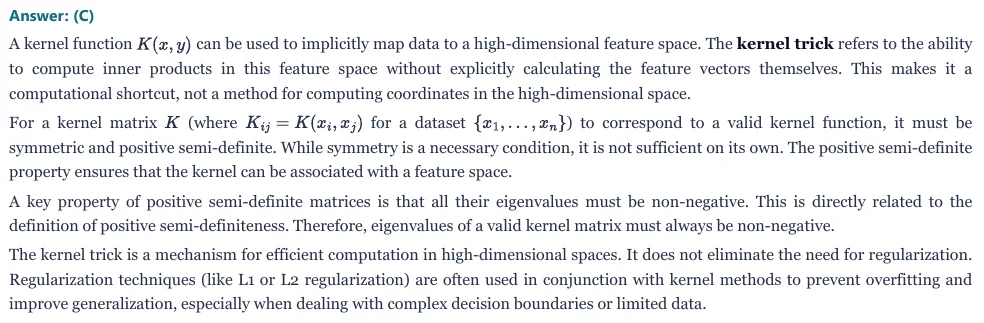 Answer: (C)
A kernel function K(x, y) can be used to implicitly map data to a high-dimensional feature space. The kernel trick refers to the ability
to compute inner products in this feature space without explicitly calculating the feature vectors themselves. This makes it a
computational shortcut, not a method for computing coordinates in the high-dimensional space.
For a kernel matrix K (where Kᵢⱼ = K(xᵢ, xⱼ) for a dataset {x₁, . . . , xₙ}) to correspond to a valid kernel function, it must be
symmetric and positive semi-definite. While symmetry is a necessary condition, it is not sufficient on its own. The positive semi-definite
property ensures that the kernel can be associated with a feature space.
A key property of positive semi-definite matrices is that all their eigenvalues must be non-negative. This is directly related to the
definition of positive semi-definiteness. Therefore, eigenvalues of a valid kernel matrix must always be non-negative.
The kernel trick is a mechanism for efficient computation in high-dimensional spaces. It does not eliminate the need for regularization.
Regularization techniques (like L1 or L2 regularization) are often used in conjunction with kernel methods to prevent overfitting and
improve generalization, especially when dealing with complex decision boundaries or limited data.